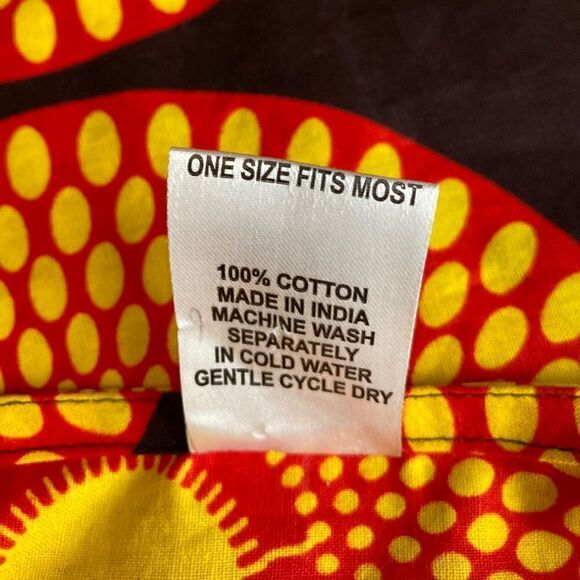 ONE SIZE FITS MOST
100% COTTON
MADE IN INDIA
MACHINE WASH
SEPARATELY
IN COLD WATER
GENTLE CYCLE DRY